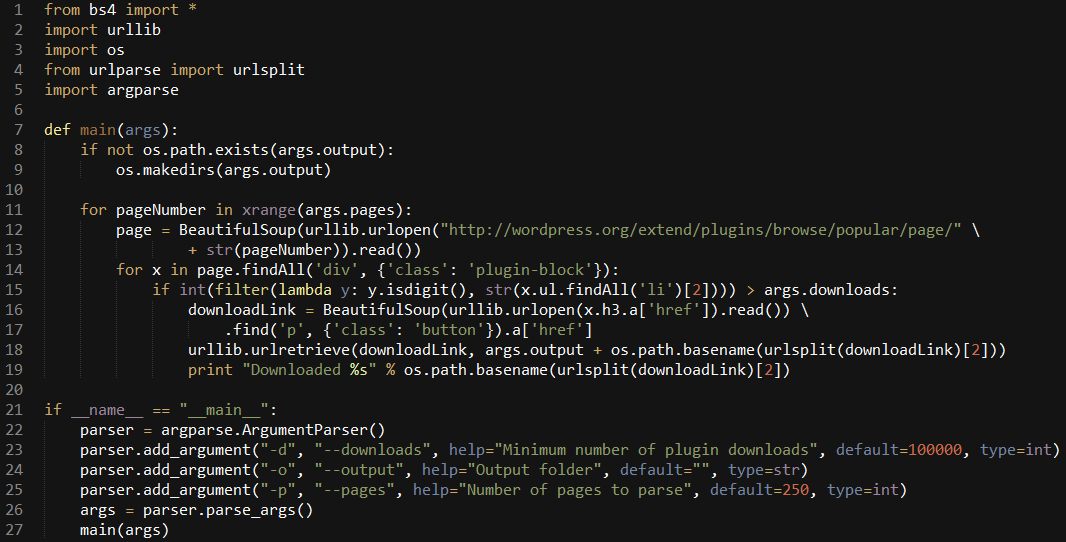 1 from bs4 import *
2 import urllib
3 import os
4 from urlparse import urlsplit
5 import argparse
6
7 def main(args):
8     if not os.path.exists(args.output):
9         os.makedirs(args.output)
10
11     for pageNumber in xrange(args.pages):
12         page = BeautifulSoup(urllib.urlopen("http://wordpress.org/extend/plugins/browse/popular/page/" \
13                 + str(pageNumber)).read())
14         for x in page.findAll('div', {'class': 'plugin-block'}):
15             if int(filter(lambda y: y.isdigit(), str(x.ul.findAll('li')[2]))) > args.downloads:
16                 downloadLink = BeautifulSoup(urllib.urlopen(x.h3.a['href']).read()) \
17                     .find('p', {'class': 'button'}).a['href']
18                 urllib.urlretrieve(downloadLink, args.output + os.path.basename(urlsplit(downloadLink)[2]))
19                 print "Downloaded %s" % os.path.basename(urlsplit(downloadLink)[2])
20
21 if __name__ == "__main__":
22     parser = argparse.ArgumentParser()
23     parser.add_argument("-d", "--downloads", help="Minimum number of plugin downloads", default=100000, type=int)
24     parser.add_argument("-o", "--output", help="Output folder", default="", type=str)
25     parser.add_argument("-p", "--pages", help="Number of pages to parse", default=250, type=int)
26     args = parser.parse_args()
27     main(args)